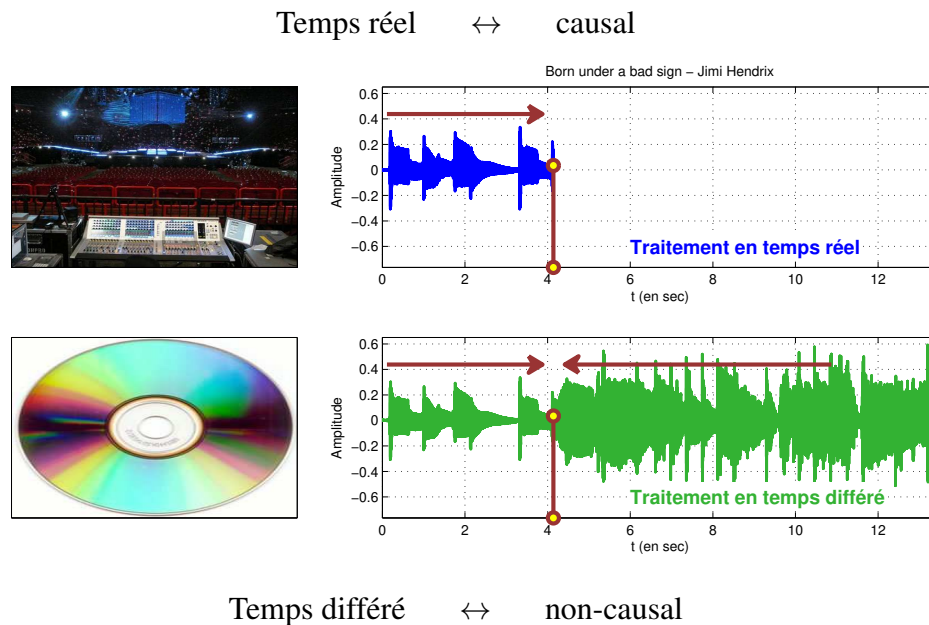 Temps réel ↔ causal
Born under a bad sign − Jimi Hendrix
0.6
0.4
0.2
0
−0.2
−0.4
−0.6
Amplitude
Traitement en temps réel
0 2 4 6 8 10 12
t (en sec)
0.6
0.4
0.2
0
−0.2
−0.4
−0.6
Amplitude
Traitement en temps différé
0 2 4 6 8 10 12
t (en sec)
Temps différé ↔ non-causal